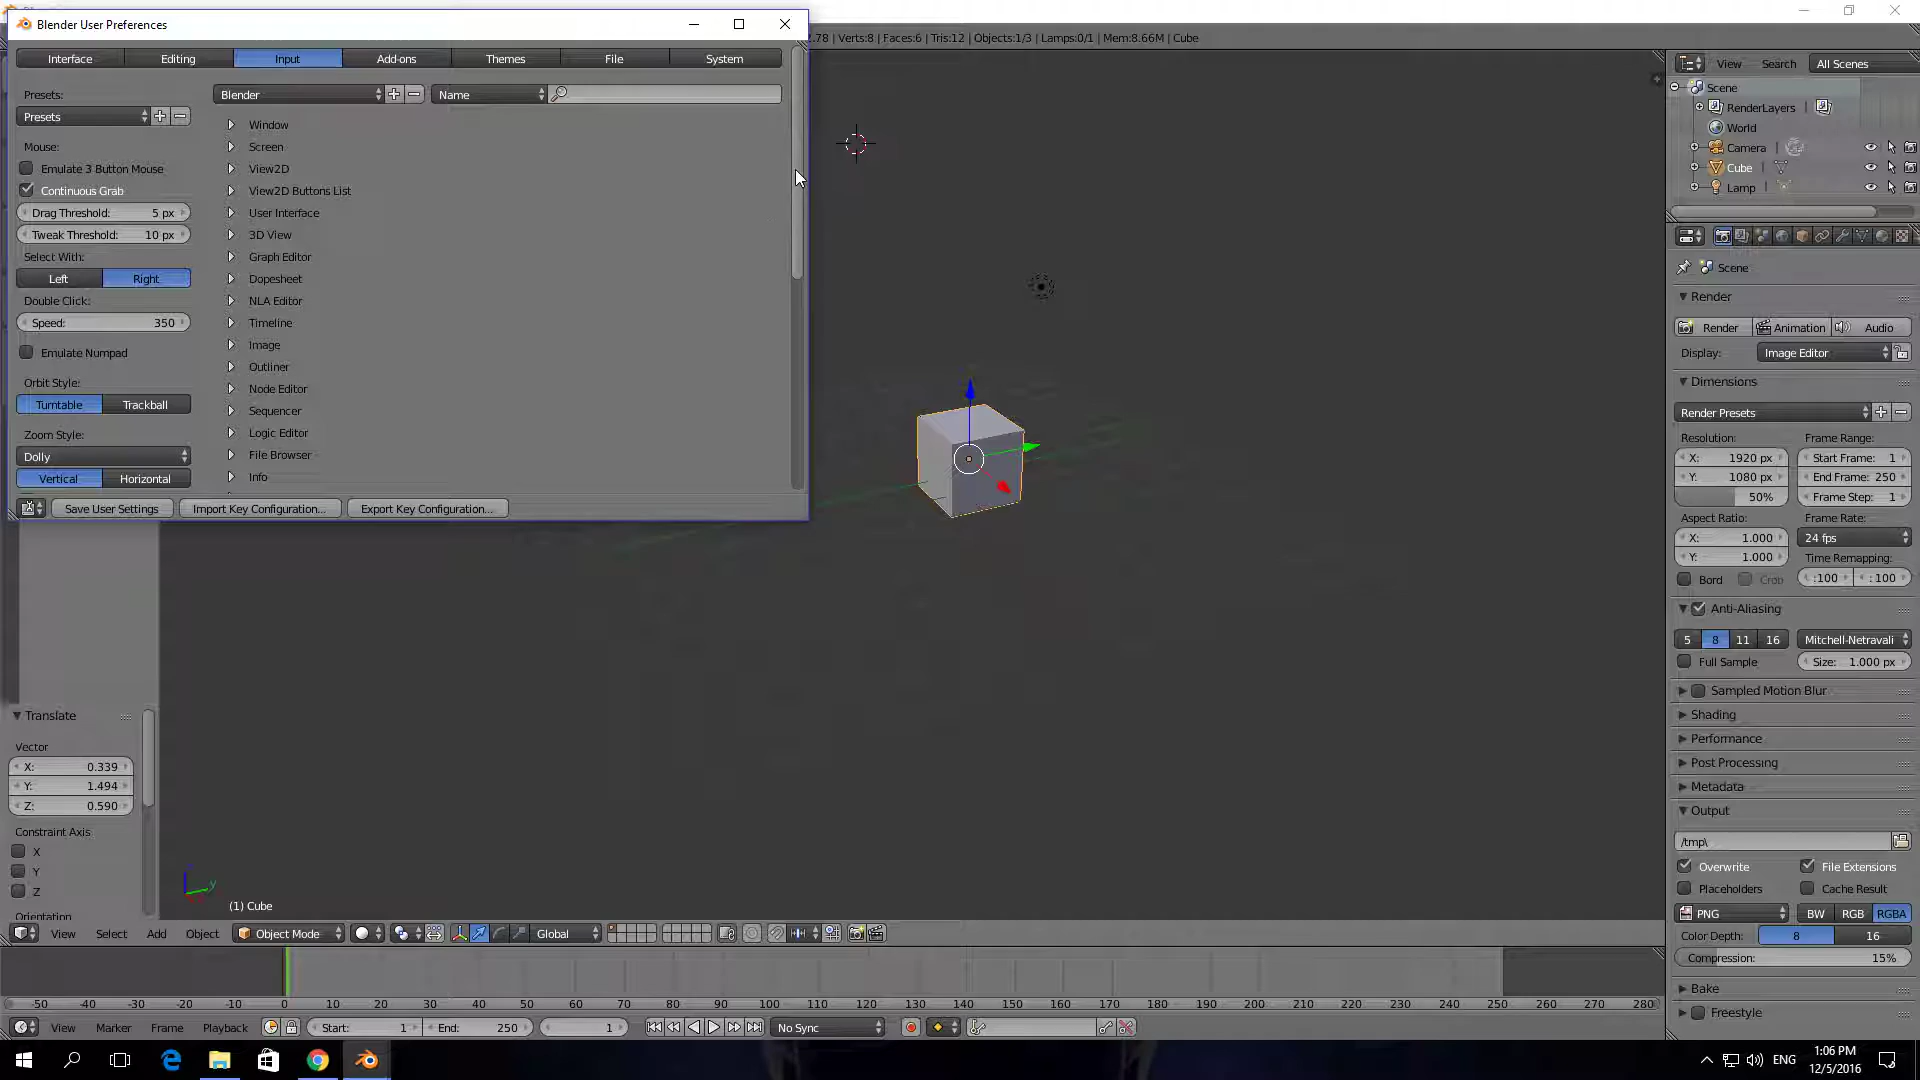 Blender User Preferences
.78 | Verts:8 | Faces:6 | Tris:12 | Objects:1/3 | Lamps:0/1 | Mem:8.66M | Cube
Interface Editing Input Add-ons Themes File System
Presets:
Presets
Mouse:
Emulate 3 Button Mouse
Continuous Grab
Drag Threshold: 5 px
Tweak Threshold: 10 px
Select With:
Left Right
Double Click:
Speed: 350
Emulate Numpad
Orbit Style:
Turntable Trackball
Zoom Style:
Dolly
Vertical Horizontal
Blender Name
Window
Screen
View2D
View2D Buttons List
User Interface
3D View
Graph Editor
Dopesheet
NLA Editor
Timeline
Image
Outliner
Node Editor
Sequencer
Logic Editor
File Browser
Info
Save User Settings Import Key Configuration... Export Key Configuration...
Translate
Vector
X: 0.339
Y: 1.494
Z: 0.590
Constraint Axis
X
Y
Z
Orientation
y
(1) Cube
View Select Add Object Object Mode Global
-50 -40 -30 -20 -10 0 10 20 30 40 50 60 70 80 90 100 110 120 130 140 150 160 170 180 190 200 210 220 230 240 250 260 270 280
View Marker Frame Playback Start: 1 End: 250 1 No Sync
View Search All Scenes
Scene
RenderLayers
World
Camera
Cube
Lamp
Scene
Render
Render Animation Audio
Display: Image Editor
Dimensions
Render Presets
Resolution: Frame Range:
X: 1920 px Start Frame: 1
Y: 1080 px End Frame: 250
50% Frame Step: 1
Aspect Ratio: Frame Rate:
X: 1.000 24 fps
Y: 1.000 Time Remapping:
Bord Crop :100 : 100
Anti-Aliasing
5 8 11 16 Mitchell-Netravali
Full Sample Size: 1.000 px
Sampled Motion Blur
Shading
Performance
Post Processing
Metadata
Output
/tmp\
Overwrite File Extensions
Placeholders Cache Result
PNG BW RGB RGBA
Color Depth: 8 16
Compression: 15%
Bake
Freestyle
ENG
1:06 PM
12/5/2016